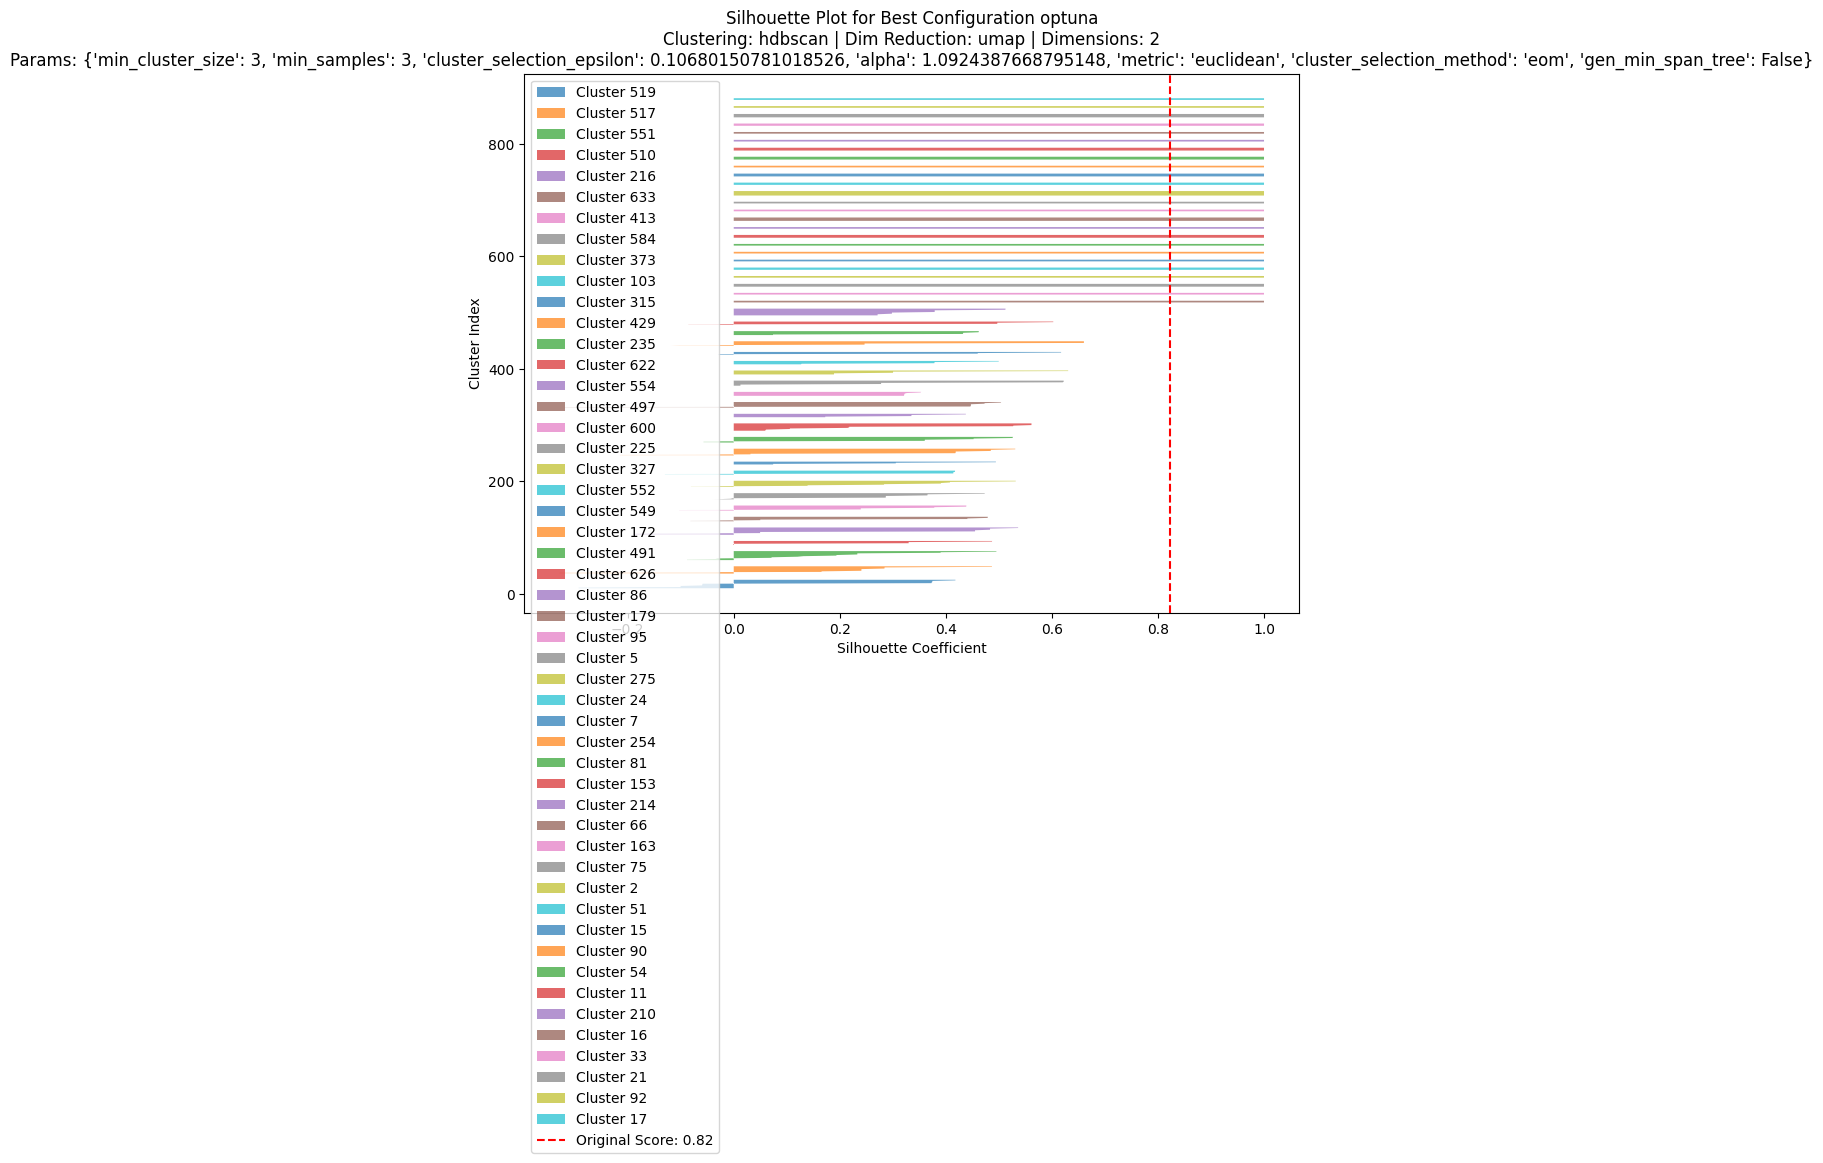 Silhouette Plot for Best Configuration optuna
Clustering: hdbscan | Dim Reduction: umap | Dimensions: 2
Params: {'min_cluster_size': 3, 'min_samples': 3, 'cluster_selection_epsilon': 0.10680150781018526, 'alpha': 1.0924387668795148, 'metric': 'euclidean', 'cluster_selection_method': 'eom', 'gen_min_span_tree': False}
Cluster Index
800
600
400
200
0
−0.2
0.0
0.2
0.4
0.6
0.8
1.0
Silhouette Coefficient
Cluster 519
Cluster 517
Cluster 551
Cluster 510
Cluster 216
Cluster 633
Cluster 413
Cluster 584
Cluster 373
Cluster 103
Cluster 315
Cluster 429
Cluster 235
Cluster 622
Cluster 554
Cluster 497
Cluster 600
Cluster 225
Cluster 327
Cluster 552
Cluster 549
Cluster 172
Cluster 491
Cluster 626
Cluster 86
Cluster 179
Cluster 95
Cluster 5
Cluster 275
Cluster 24
Cluster 7
Cluster 254
Cluster 81
Cluster 153
Cluster 214
Cluster 66
Cluster 163
Cluster 75
Cluster 2
Cluster 51
Cluster 15
Cluster 90
Cluster 54
Cluster 11
Cluster 210
Cluster 16
Cluster 33
Cluster 21
Cluster 92
Cluster 17
Original Score: 0.82